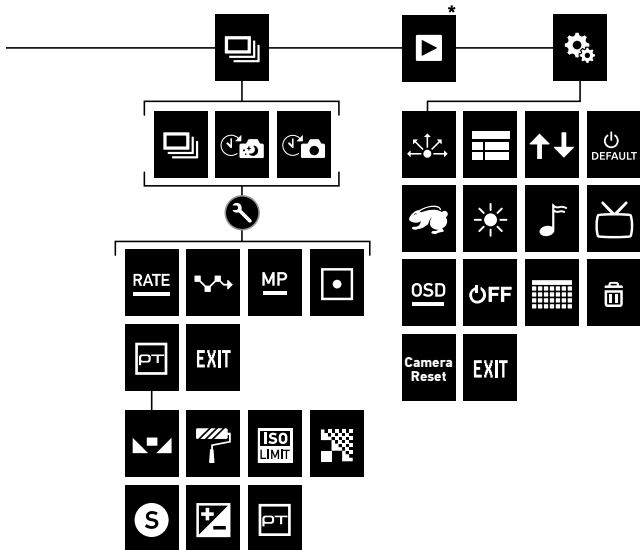 *
DEFAULT
RATE
MP
OSD
OFF
PT
EXIT
Camera
Reset
EXIT
ISO
LIMIT
S
PT